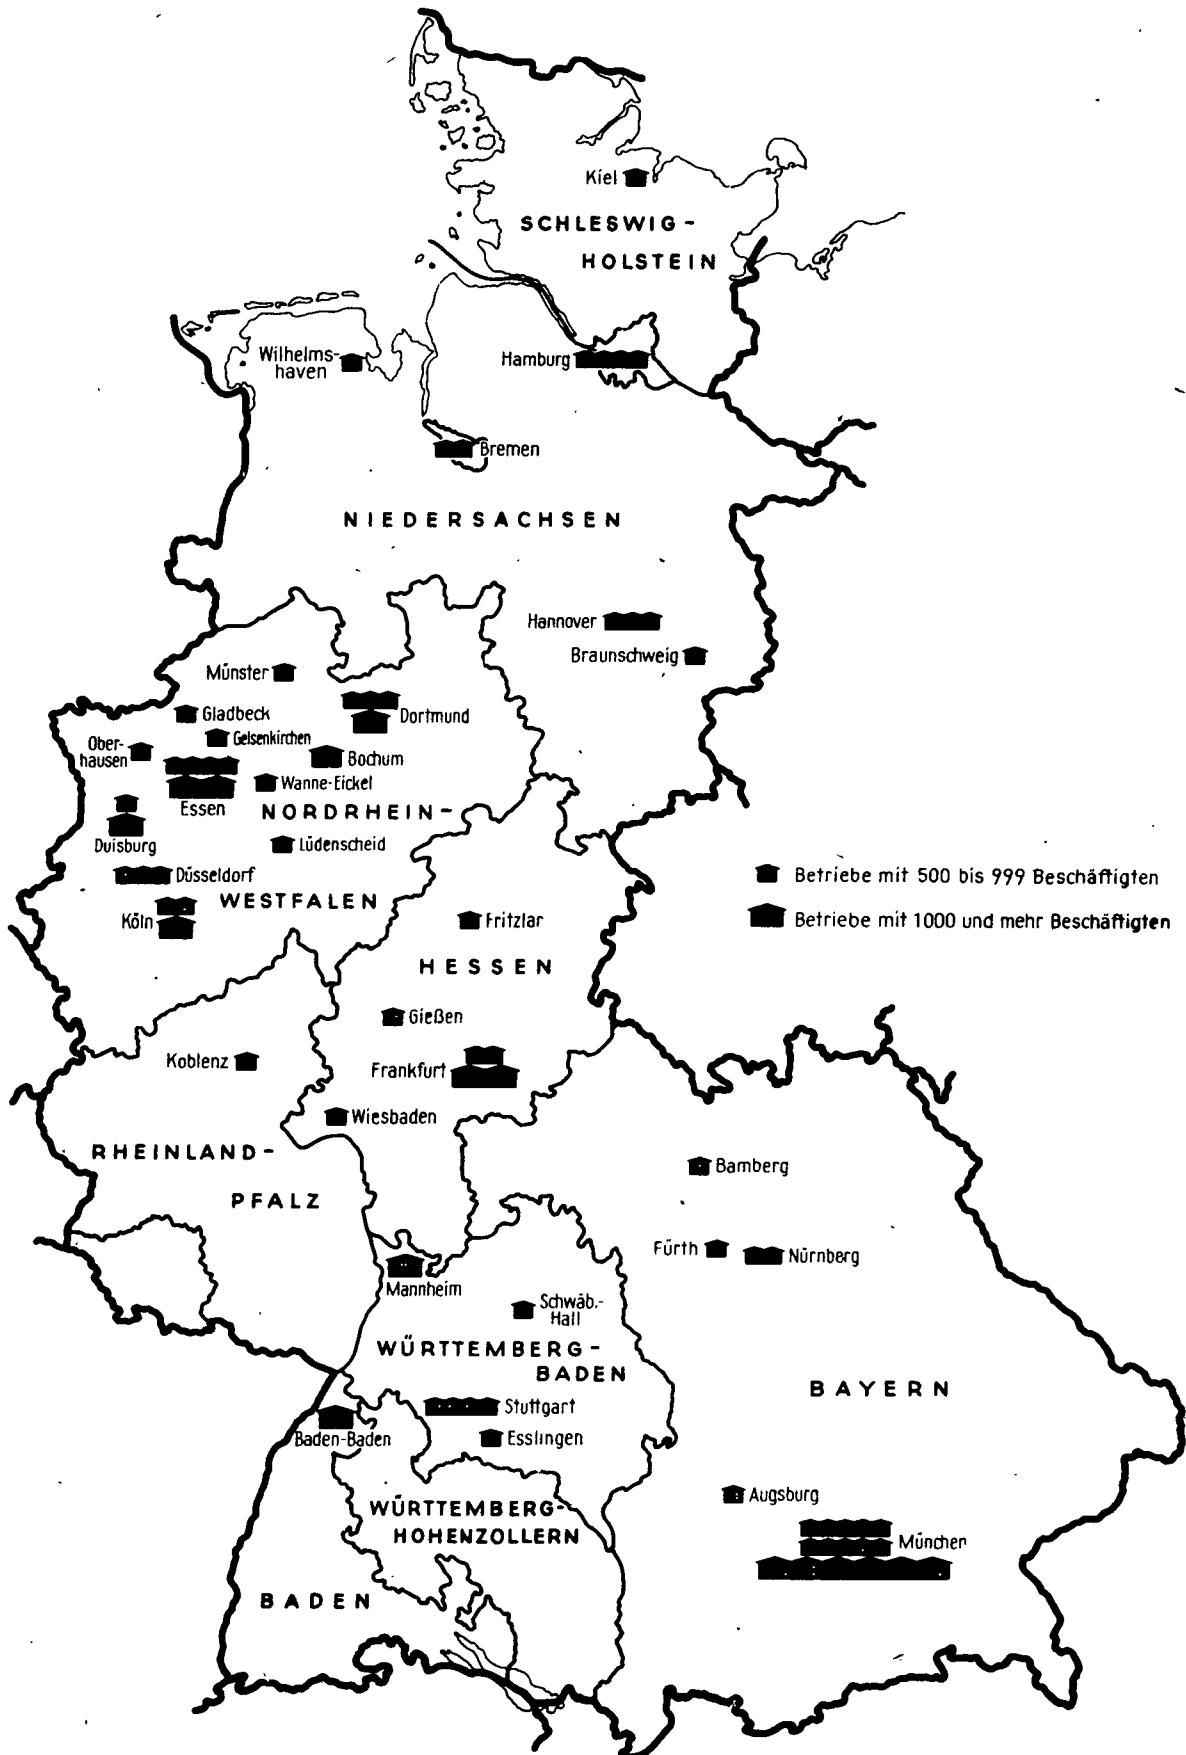 Kiel
SCHLESWIG-
HOLSTEIN
Wilhelms-
haven
Hamburg
Bremen
NIEDERSACHSEN
Hannover
Braunschweig
Münster
Gladbeck
Dortmund
Gelsenkirchen
Ober-
hausen
Bochum
Wanne-Eickel
Essen
NORDRHEIN-
Duisburg
Lüdenscheid
Düsseldorf
WESTFALEN
Köln
Betriebe mit 500 bis 999 Beschäftigten
Betriebe mit 1000 und mehr Beschäftigten
Fritzlar
HESSEN
Gießen
Koblenz
Frankfurt
Wiesbaden
RHEINLAND-
PFALZ
Bamberg
Fürth
Nürnberg
Mannheim
Schwäb.-
Hall
WÜRTTEMBERG-
BADEN
BAYERN
Stuttgart
Baden-Baden
Esslingen
Augsburg
WÜRTTEMBERG-
HOHENZOLLERN
München
BADEN